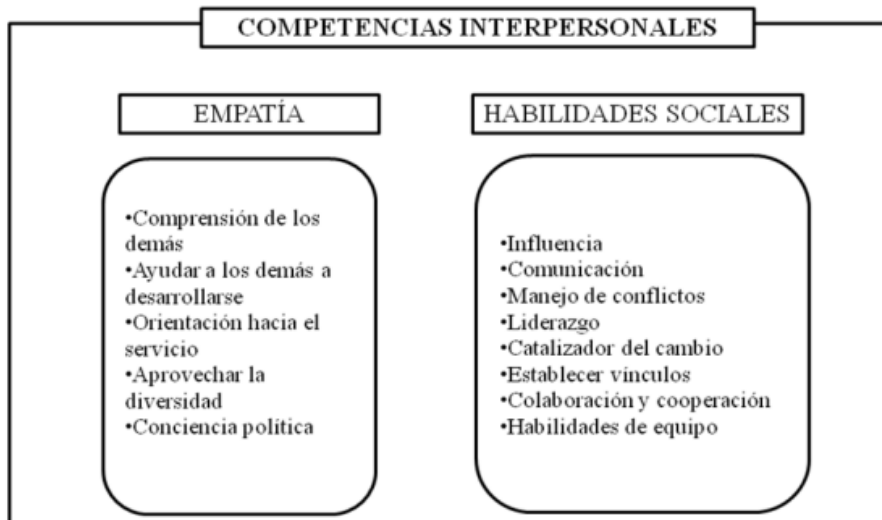 COMPETENCIAS INTERPERSONALES
EMPATÍA
•Comprensión de los
demás
•Ayudar a los demás a
desarrollarse
•Orientación hacia el
servicio
•Aprovechar la
diversidad
•Conciencia política
HABILIDADES SOCIALES
•Influencia
•Comunicación
•Manejo de conflictos
•Liderazgo
•Catalizador del cambio
•Establecer vínculos
•Colaboración y cooperación
•Habilidades de equipo